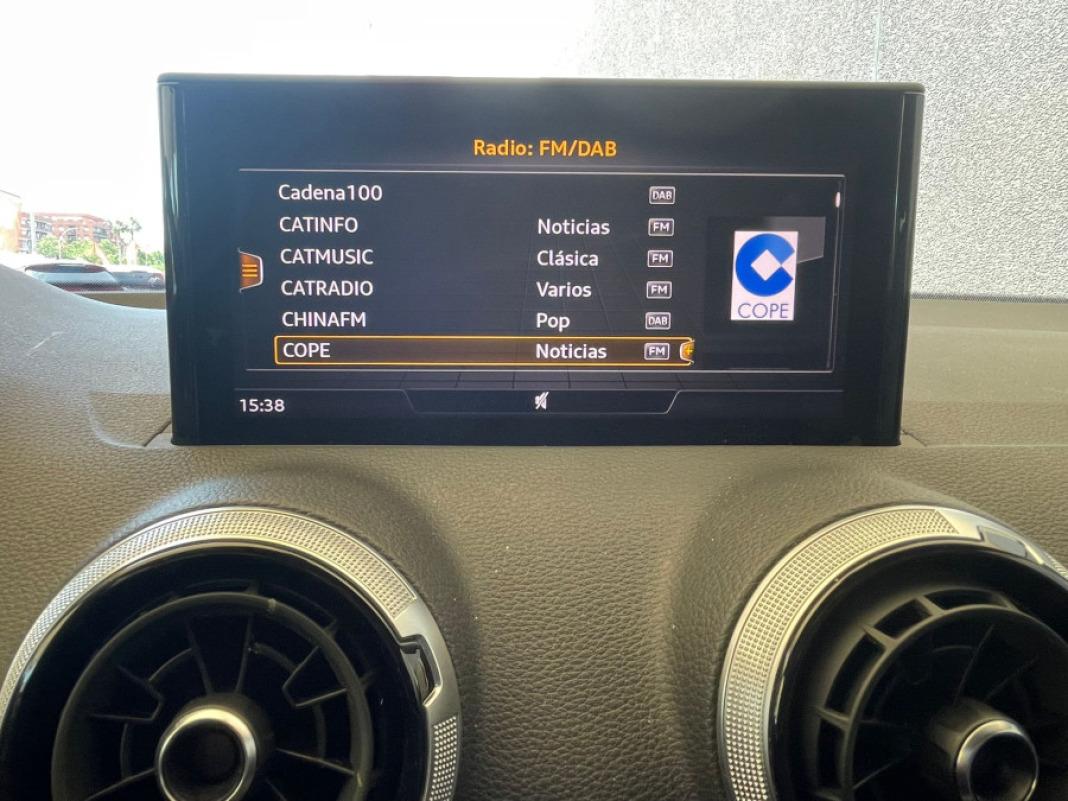 Radio: FM/DAB
Cadena100 DAB
CATINFO Noticias FM
CATMUSIC Clásica FM
CATRADIO Varios FM
CHINAFM Pop DAB
COPE Noticias FM
COPE
15:38